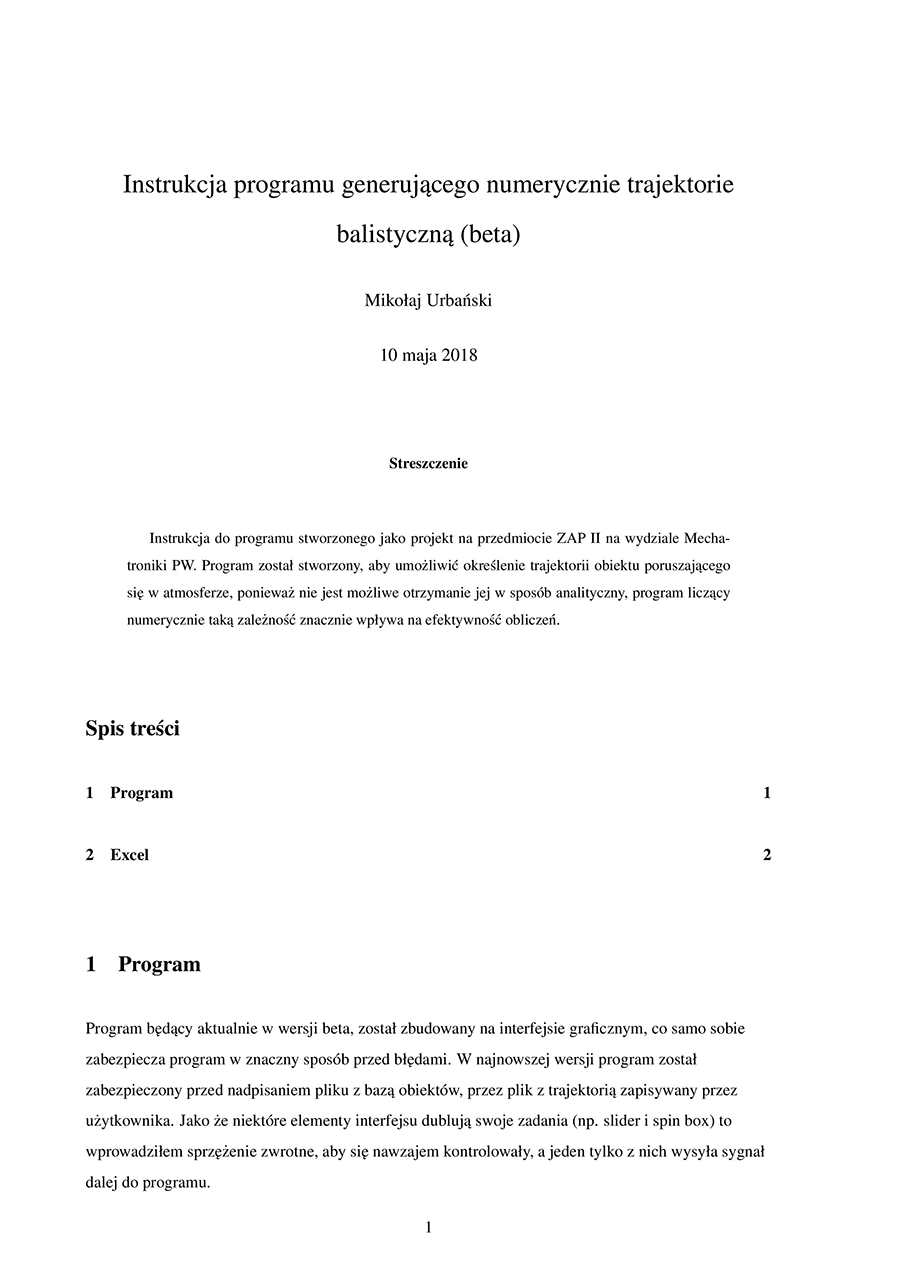 Instrukcja programu generującego numerycznie trajektorie
balistyczną (beta)
Mikołaj Urbański
10 maja 2018
Streszczenie
Instrukcja do programu stworzonego jako projekt na przedmiocie ZAP II na wydziale Mecha-
troniki PW. Program został stworzony, aby umożliwić określenie trajektorii obiektu poruszającego
się w atmosferze, ponieważ nie jest możliwe otrzymanie jej w sposób analityczny, program liczący
numerycznie taką zależność znacznie wpływa na efektywność obliczeń.
Spis treści
1 Program 1
2 Excel 2
1 Program
Program będący aktualnie w wersji beta, został zbudowany na interfejsie graficznym, co samo sobie
zabezpiecza program w znaczny sposób przed błędami. W najnowszej wersji program został
zabezpieczony przed nadpisaniem pliku z bazą obiektów, przez plik z trajektorią zapisywany przez
użytkownika. Jako że niektóre elementy interfejsu dublują swoje zadania (np. slider i spin box) to
wprowadziłem sprzężenie zwrotne, aby się nawzajem kontrolowały, a jeden tylko z nich wysyła sygnał
dalej do programu.
1